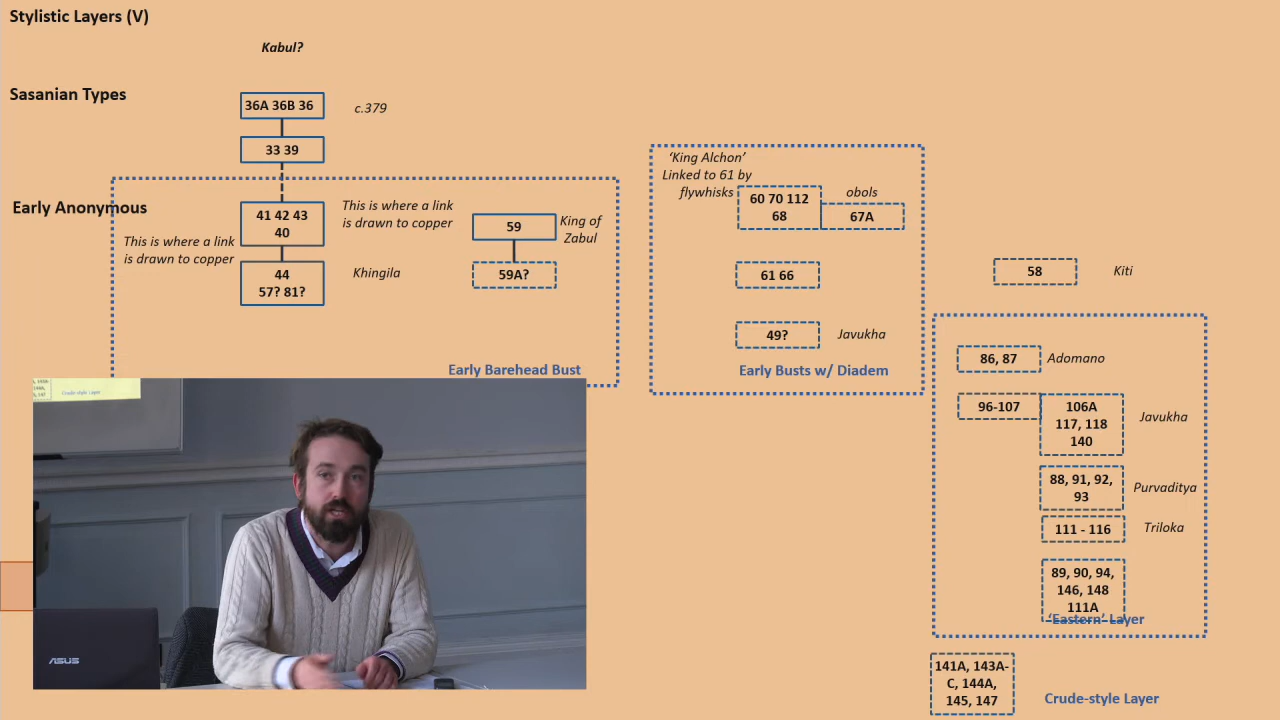 Stylistic Layers (V)
Kabul?
Sasanian Types
36A 36B 36
c.379
33 39
Early Anonymous
41 42 43
40
This is where a link
is drawn to copper
This is where a link
is drawn to copper
44
57? 81?
Khingila
59
King of
Zabul
59A?
Early Barehead Bust
‘King Alchon’
Linked to 61 by
flywhisks
60 70 112
68
obols
67A
61 66
49?
Javukha
Early Busts w/ Diadem
58
Kiti
86, 87
Adomano
96-107
106A
117, 118
140
Javukha
88, 91, 92,
93
Purvaditya
111 - 116
Triloka
89, 90, 94,
146, 148
111A
‘Eastern’ Layer
141A, 143A-
C, 144A,
145, 147
Crude-style Layer
Crude-style Layer
ASUS